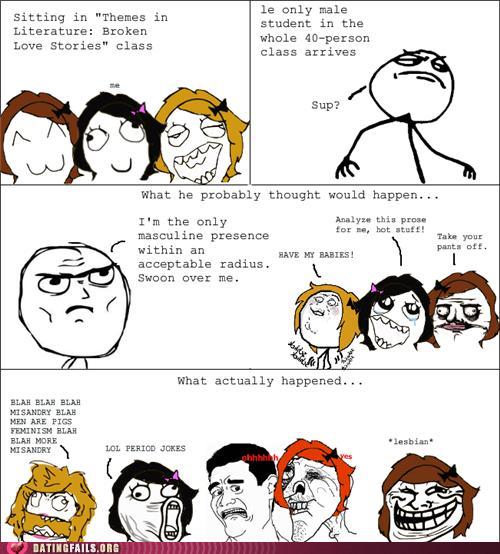 Sitting in "Themes in
Literature: Broken
Love Stories" class
me
le only male
student in the
whole 40-person
class arrives
Sup?
What he probably thought would happen...
I'm the only
masculine presence
within an
acceptable radius.
Swoon over me.
HAVE MY BABIES!
Analyze this prose
for me, hot stuff!
Take your
pants off.
What actually happened...
BLAH BLAH BLAH
MISANDRY BLAH
MEN ARE PIGS
FEMINISM BLAH
BLAH MORE
MISANDRY
LOL PERIOD JOKES
ohhhhhh
yes
*lesbian*
DATINGFAILS.ORG